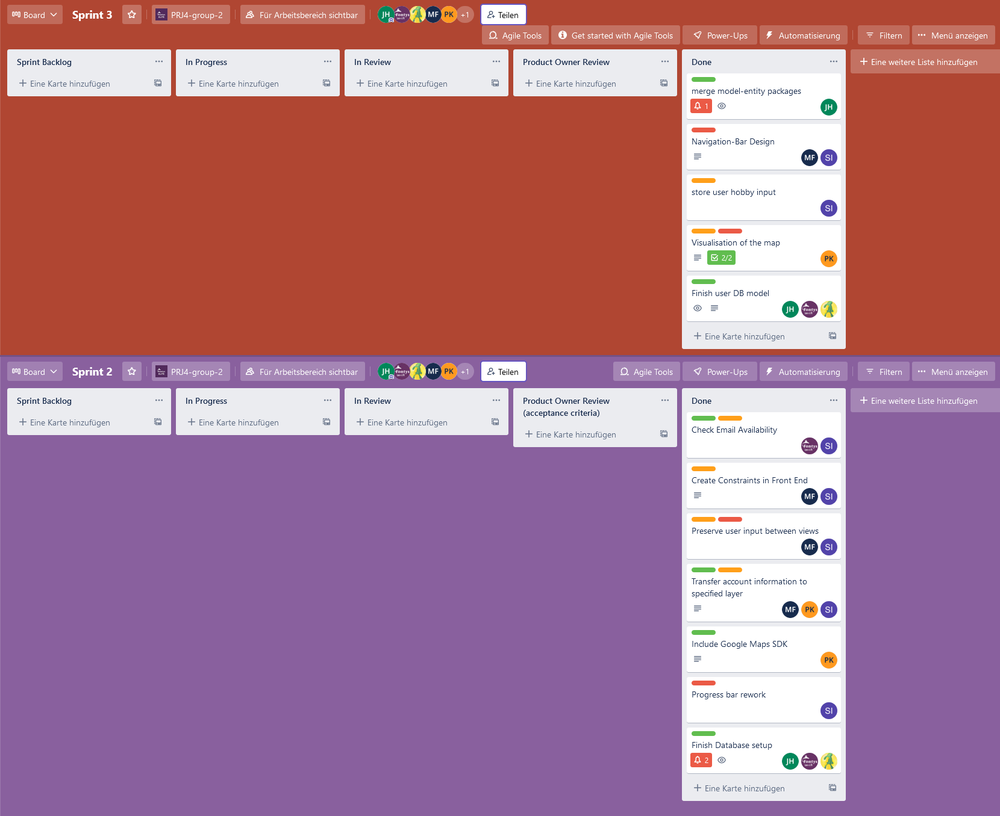 Board
Sprint 3
PRJ4-group-2
Für Arbeitsbereich sichtbar
JH
Fontys
MF
PK
+1
Teilen
Agile Tools
Get started with Agile Tools
Power-Ups
Automatisierung
Filtern
Menü anzeigen
Sprint Backlog
Eine Karte hinzufügen
In Progress
Eine Karte hinzufügen
In Review
Eine Karte hinzufügen
Product Owner Review
Eine Karte hinzufügen
Done
merge model-entity packages
1
JH
Navigation-Bar Design
MF SI
store user hobby input
SI
Visualisation of the map
2/2
PK
Finish user DB model
JH Fontys
Eine Karte hinzufügen
Eine weitere Liste hinzufügen
Board
Sprint 2
PRJ4-group-2
Für Arbeitsbereich sichtbar
JH
Fontys
MF
PK
+1
Teilen
Agile Tools
Power-Ups
Automatisierung
Filtern
Menü anzeigen
Sprint Backlog
Eine Karte hinzufügen
In Progress
Eine Karte hinzufügen
In Review
Eine Karte hinzufügen
Product Owner Review
(acceptance criteria)
Eine Karte hinzufügen
Done
Check Email Availability
Fontys SI
Create Constraints in Front End
MF SI
Preserve user input between views
MF SI
Transfer account information to
specified layer
MF PK SI
Include Google Maps SDK
PK
Progress bar rework
SI
Finish Database setup
2
JH Fontys
Eine Karte hinzufügen
Eine weitere Liste hinzufügen